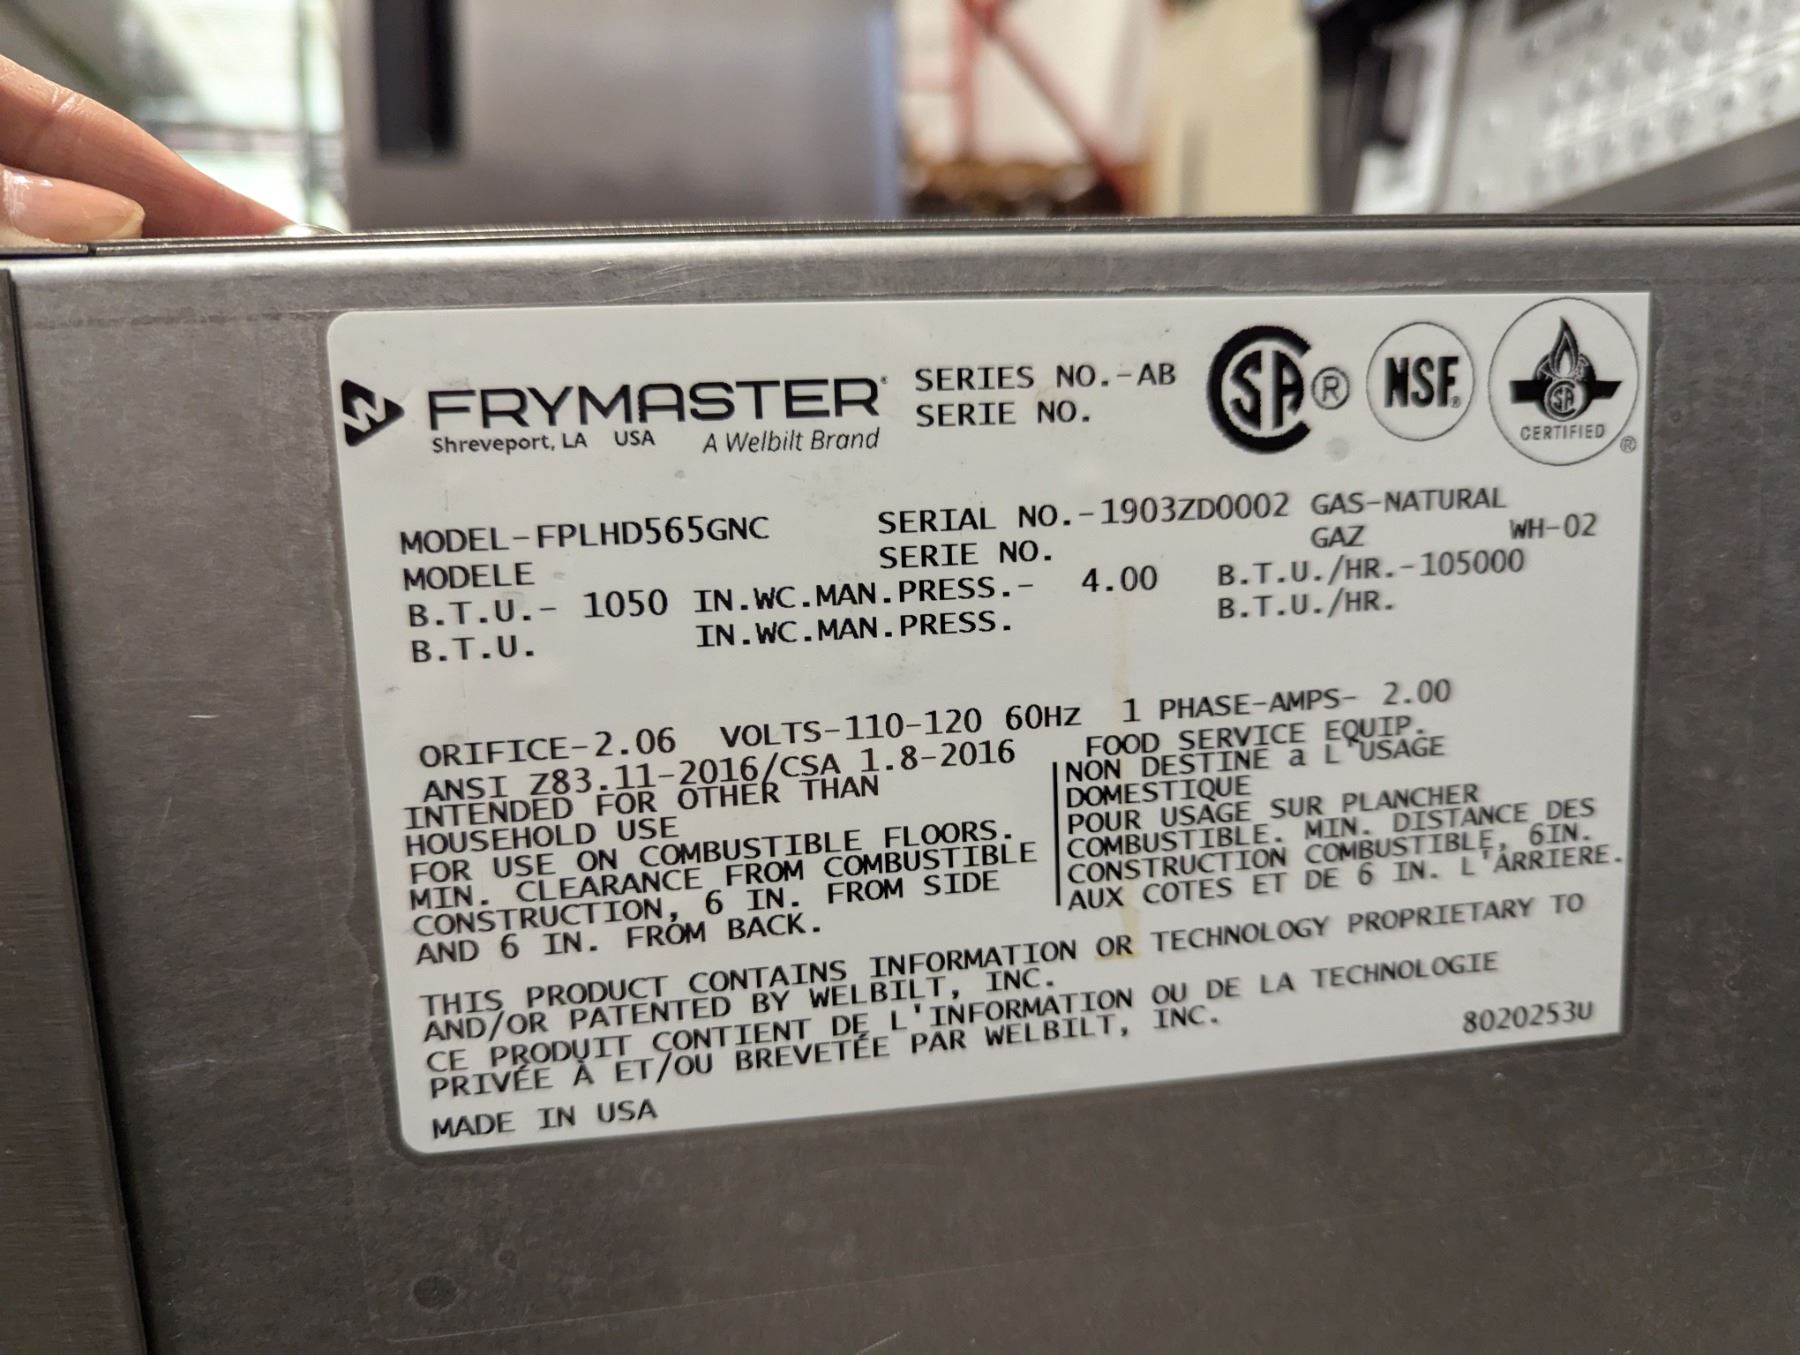 FRYMASTER
Shreveport, LA USA A Welbilt Brand
SERIES NO.-AB
SERIE NO.
SA®
NSF®
SA
CERTIFIED®
MODEL-FPLHD565GNC SERIAL NO.-1903ZD0002 GAS-NATURAL
MODELE SERIE NO. GAZ WH-02
B.T.U.- 1050 IN.WC.MAN.PRESS.- 4.00 B.T.U./HR.-105000
B.T.U. IN.WC.MAN.PRESS. B.T.U./HR.
ORIFICE-2.06 VOLTS-110-120 60HZ 1 PHASE-AMPS- 2.00
ANSI Z83.11-2016/CSA 1.8-2016 FOOD SERVICE EQUIP.
INTENDED FOR OTHER THAN
HOUSEHOLD USE
FOR USE ON COMBUSTIBLE FLOORS.
MIN. CLEARANCE FROM COMBUSTIBLE
CONSTRUCTION, 6 IN. FROM SIDE
AND 6 IN. FROM BACK.
NON DESTINE a L'USAGE
DOMESTIQUE
POUR USAGE SUR PLANCHER
COMBUSTIBLE. MIN. DISTANCE DES
CONSTRUCTION COMBUSTIBLE, 6IN.
AUX COTES ET DE 6 IN. L'ARRIERE.
THIS PRODUCT CONTAINS INFORMATION OR TECHNOLOGY PROPRIETARY TO
AND/OR PATENTED BY WELBILT, INC.
CE PRODUIT CONTIENT DE L'INFORMATION OU DE LA TECHNOLOGIE
PRIVÉE À ET/OU BREVETÉE PAR WELBILT, INC.
8020253U
MADE IN USA